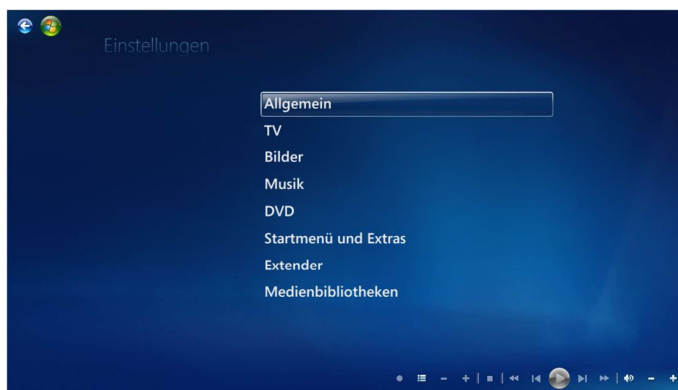 Einstellungen
Allgemein
TV
Bilder
Musik
DVD
Startmenü und Extras
Extender
Medienbibliotheken